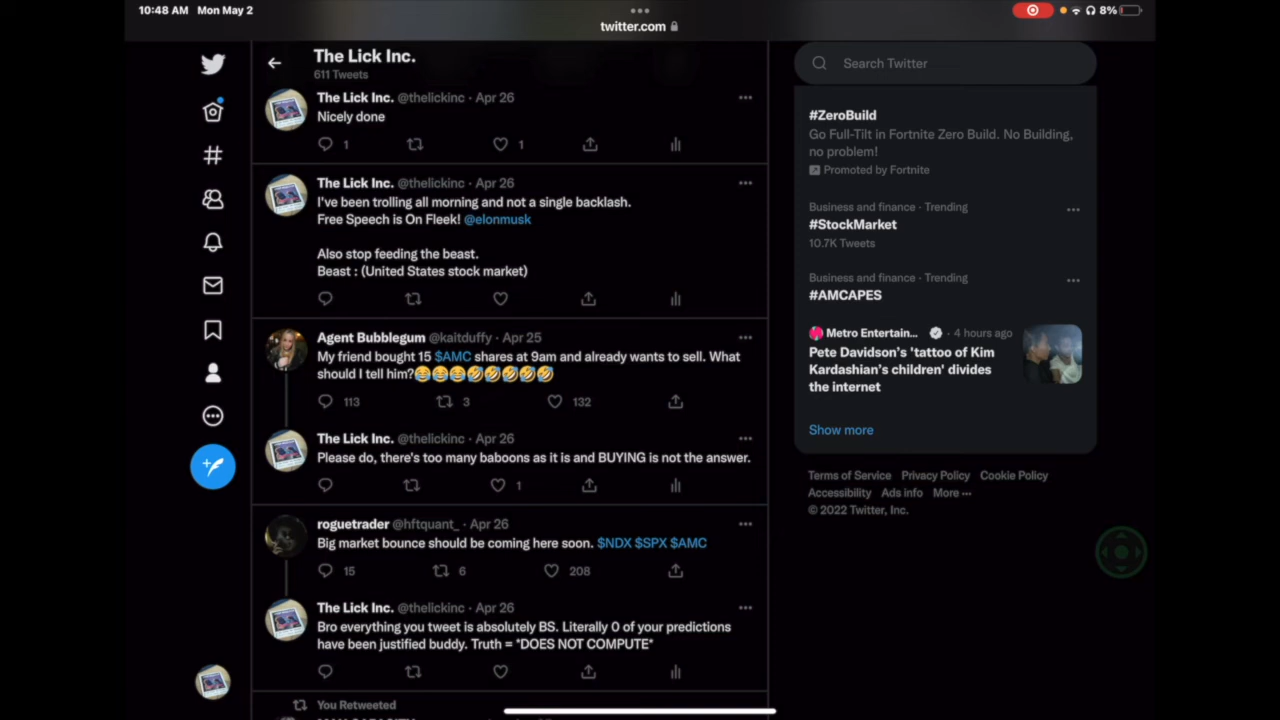 10:48 AM Mon May 2
8%
twitter.com
The Lick Inc.
611 Tweets
The Lick Inc. @thelickinc · Apr 26
Nicely done
1 1
The Lick Inc. @thelickinc · Apr 26
I've been trolling all morning and not a single backlash.
Free Speech is On Fleek! @elonmusk
Also stop feeding the beast.
Beast : (United States stock market)
Agent Bubblegum @kaitduffy · Apr 25
My friend bought 15 $AMC shares at 9am and already wants to sell. What
should I tell him?😂😂😂🤣🤣🤣🤣🤣
113 3 132
The Lick Inc. @thelickinc · Apr 26
Please do, there's too many baboons as it is and BUYING is not the answer.
1
roguetrader @hftquant_ · Apr 26
Big market bounce should be coming here soon. $NDX $SPX $AMC
15 6 208
The Lick Inc. @thelickinc · Apr 26
Bro everything you tweet is absolutely BS. Literally 0 of your predictions
have been justified buddy. Truth = *DOES NOT COMPUTE*
You Retweeted
Search Twitter
#ZeroBuild
Go Full-Tilt in Fortnite Zero Build. No Building,
no problem!
Promoted by Fortnite
Business and finance · Trending
#StockMarket
10.7K Tweets
Business and finance · Trending
#AMCAPES
Metro Entertain... · 4 hours ago
Pete Davidson's 'tattoo of Kim
Kardashian's children' divides
the internet
Show more
Terms of Service Privacy Policy Cookie Policy
Accessibility Ads info More ···
© 2022 Twitter, Inc.